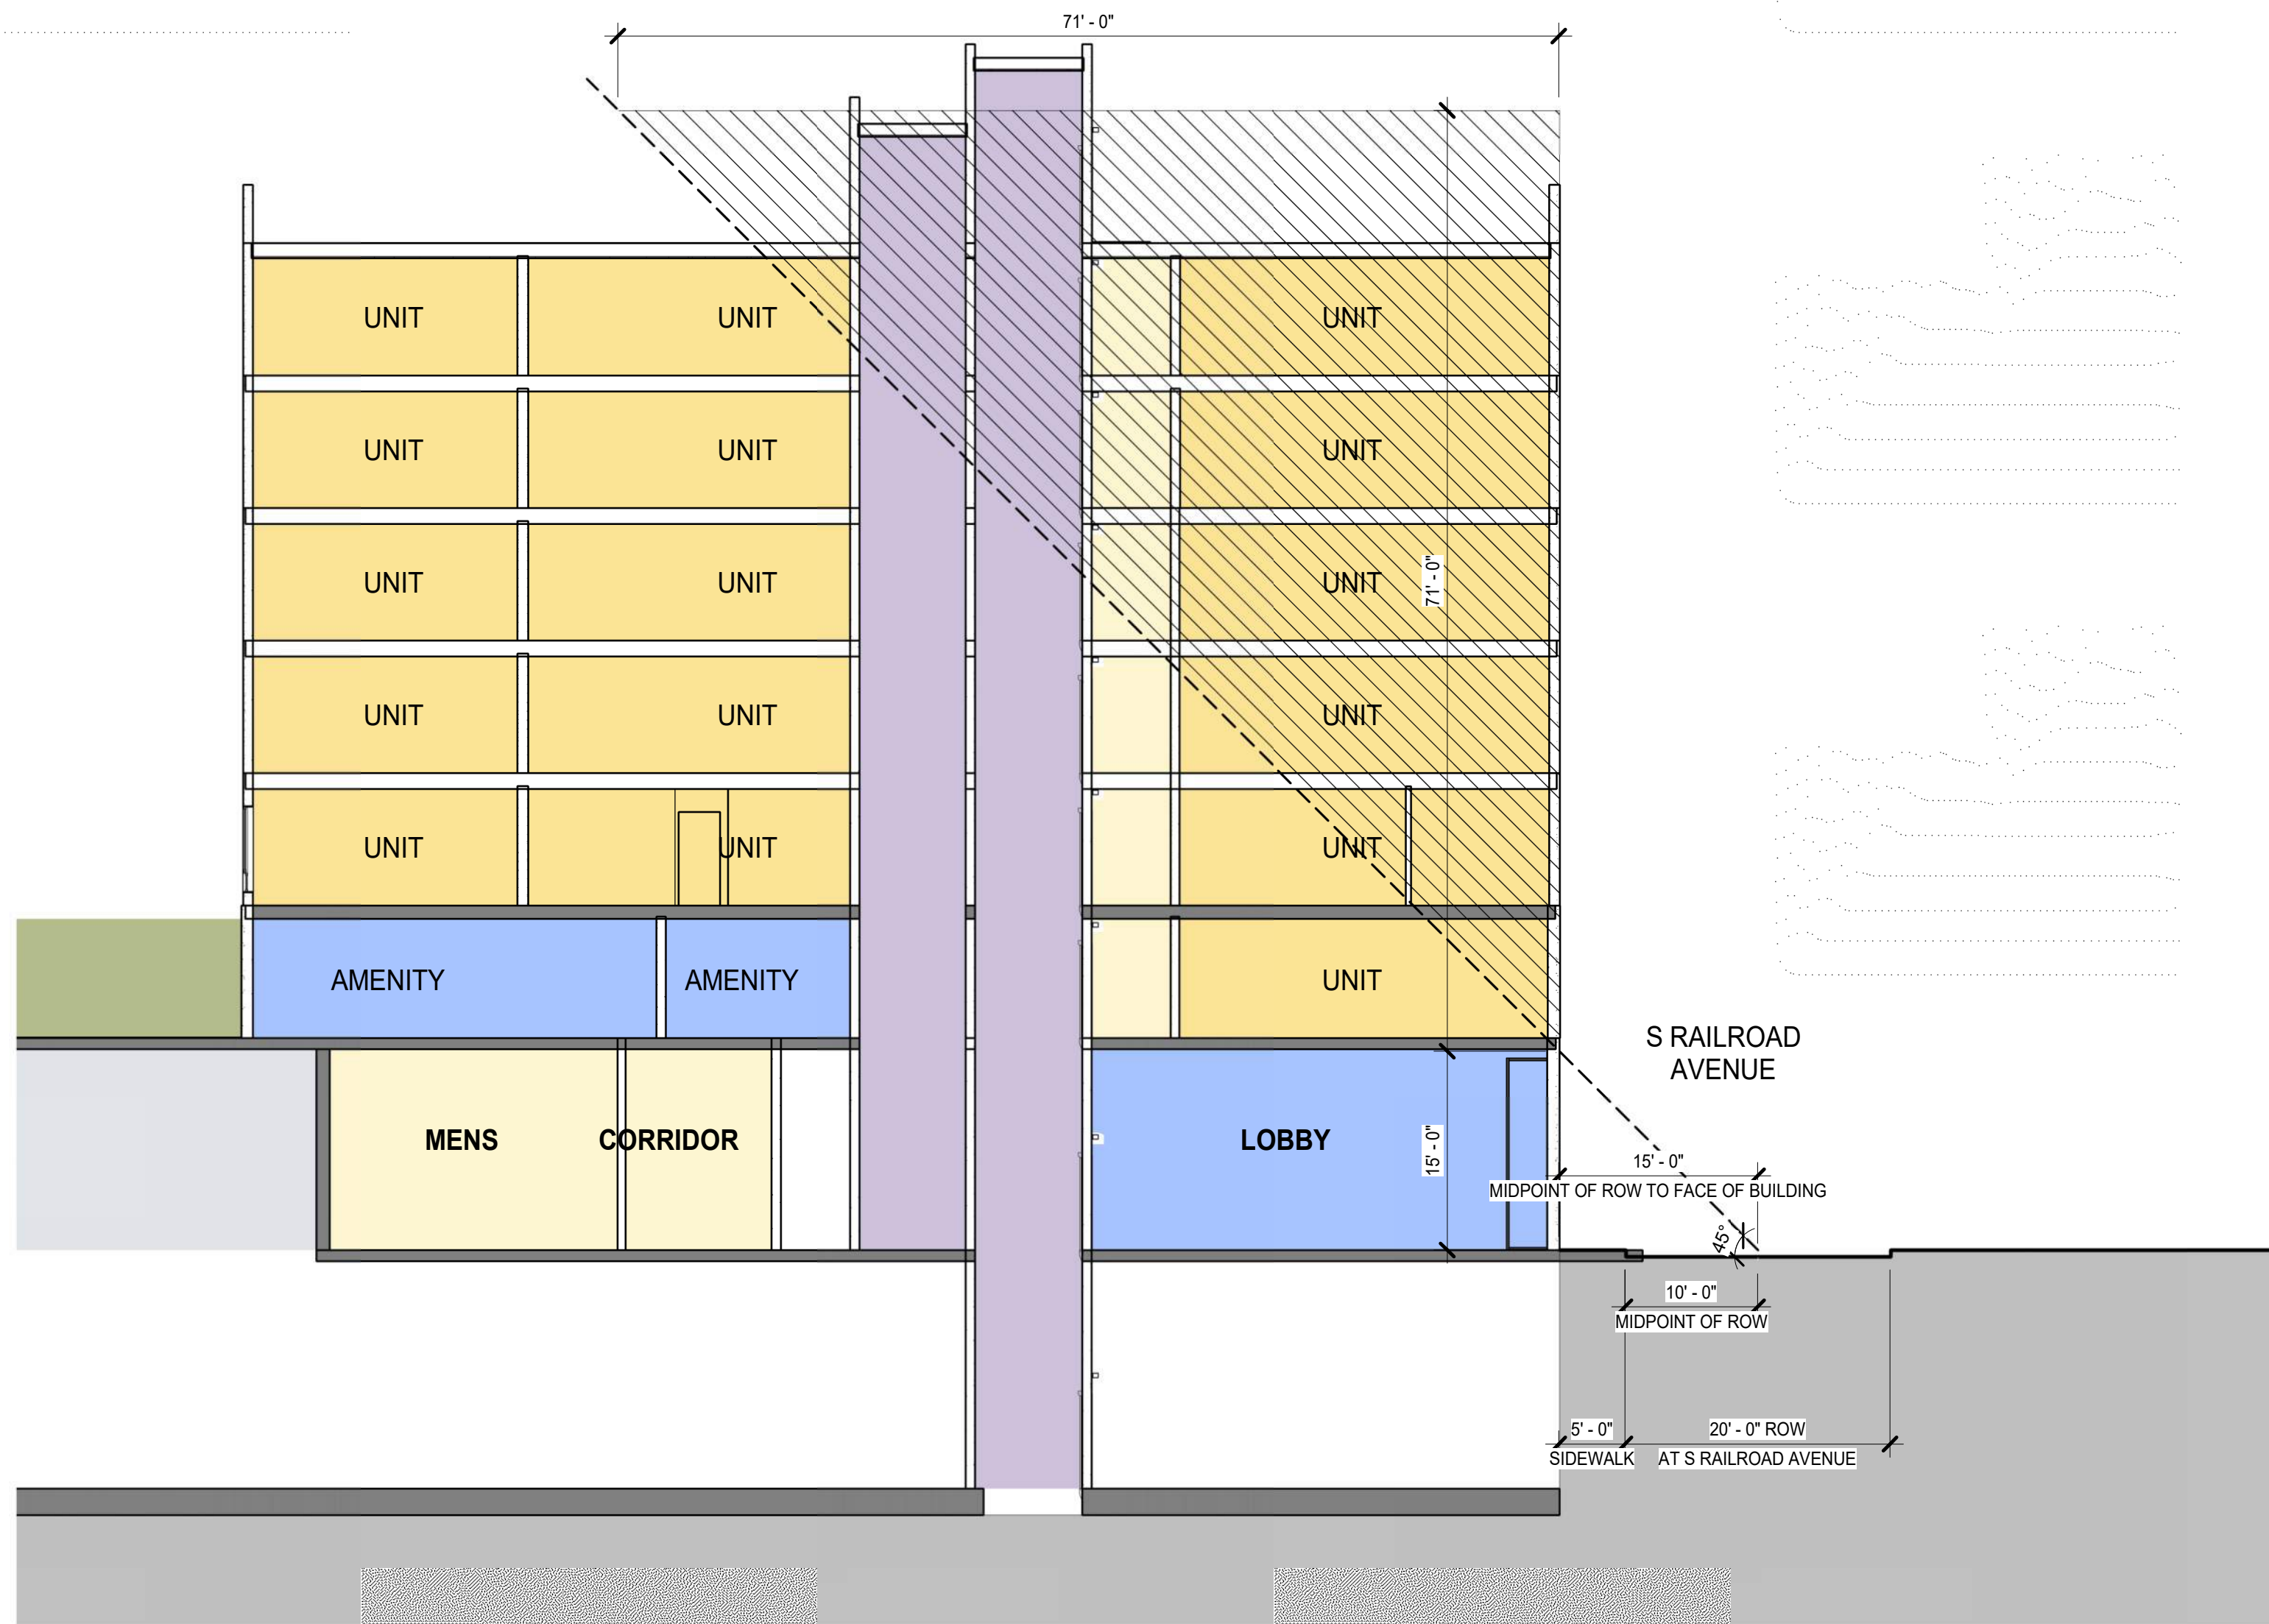 71' - 0"
UNIT UNIT UNIT
UNIT UNIT UNIT
UNIT UNIT UNIT
71' - 0"
UNIT UNIT UNIT
UNIT UNIT UNIT
AMENITY AMENITY UNIT
S RAILROAD
AVENUE
MENS CORRIDOR LOBBY
15' - 0"
15' - 0"
MIDPOINT OF ROW TO FACE OF BUILDING
45°
10' - 0"
MIDPOINT OF ROW
5' - 0" 20' - 0" ROW
SIDEWALK AT S RAILROAD AVENUE